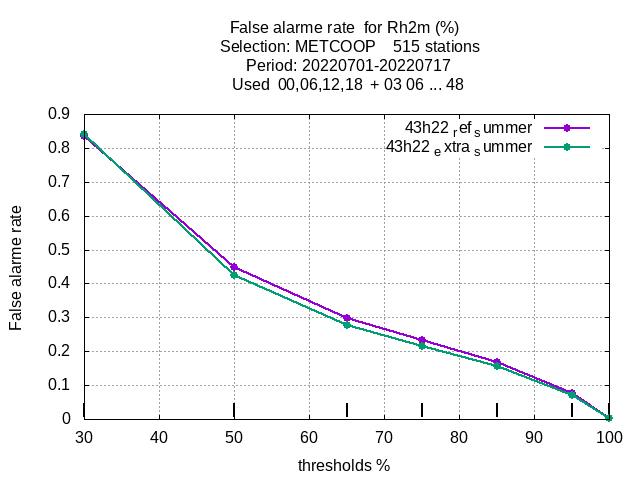 False alarme rate for Rh2m (%)
Selection: METCOOP 515 stations
Period: 20220701-20220717
Used 00,06,12,18 + 03 06 ... 48
43h22 ref summer
43h22 extra summer
0.9
0.8
0.7
0.6
0.5
0.4
0.3
0.2
0.1
0
False alarme rate
30 40 50 60 70 80 90 100
thresholds %